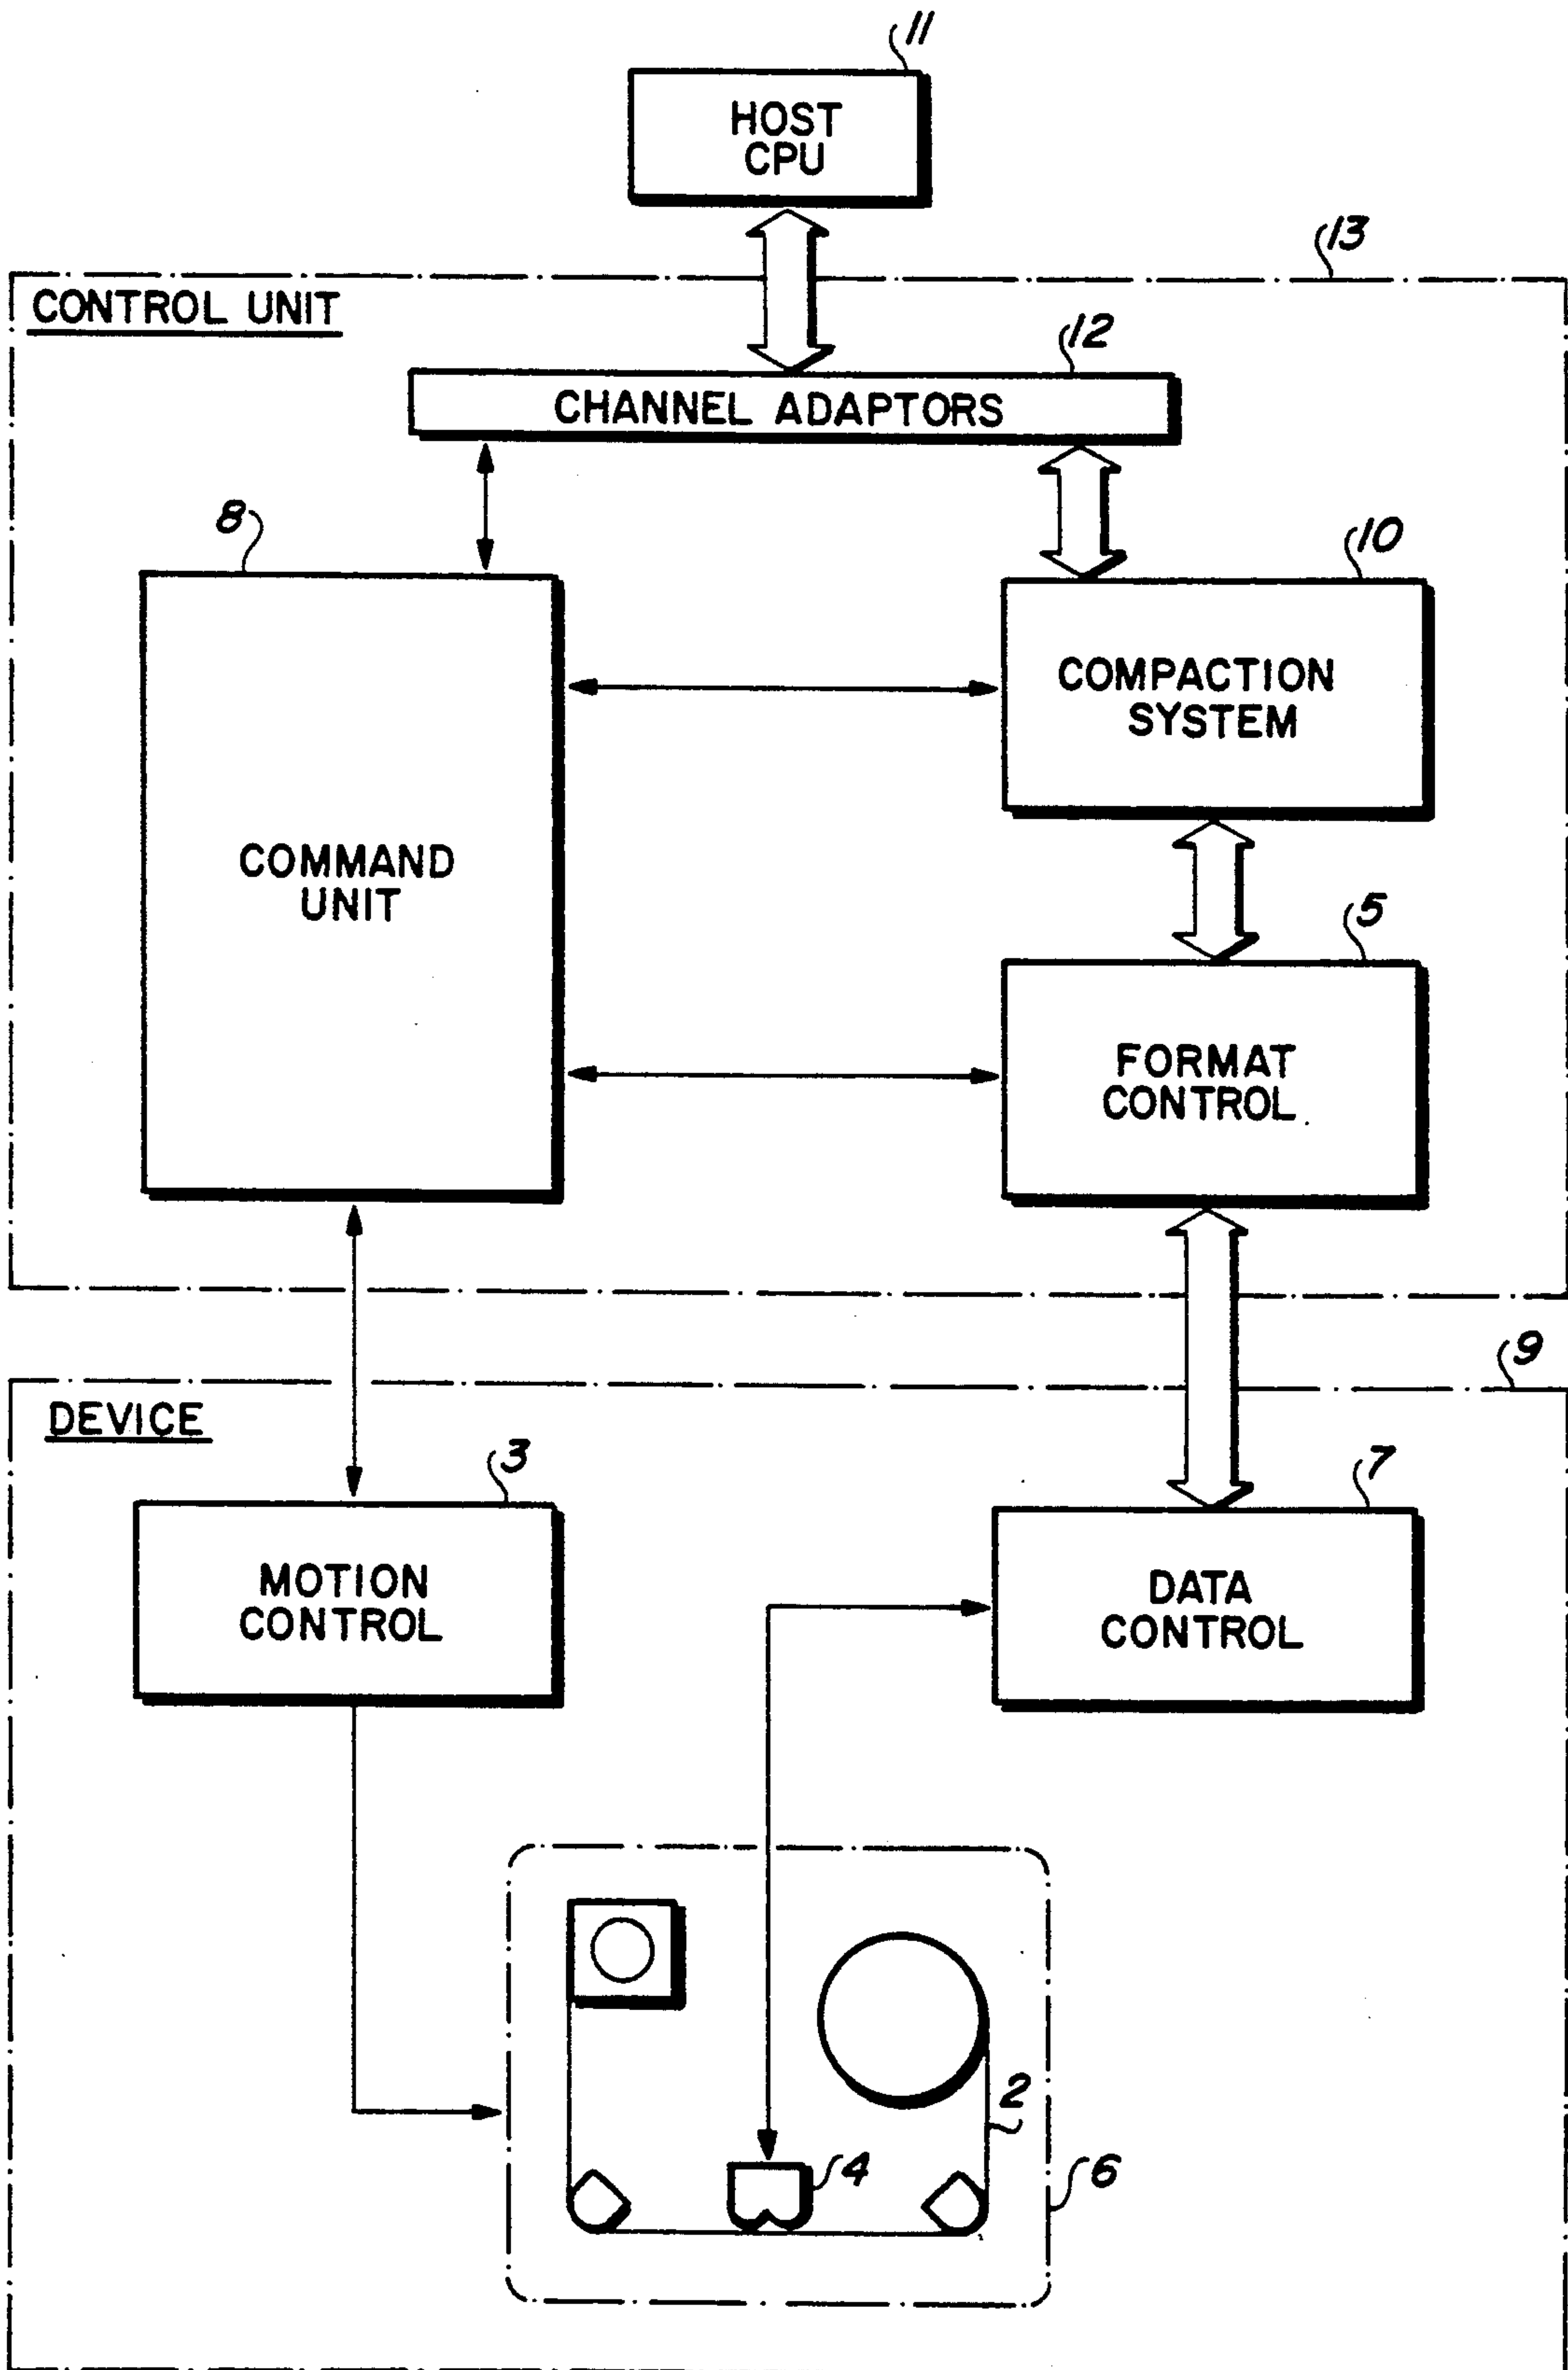 11
HOST
CPU
13
CONTROL UNIT
12
CHANNEL ADAPTORS
8
10
COMPACTION
SYSTEM
COMMAND
UNIT
5
FORMAT
CONTROL
9
DEVICE
3
7
MOTION
CONTROL
DATA
CONTROL
2
4
6